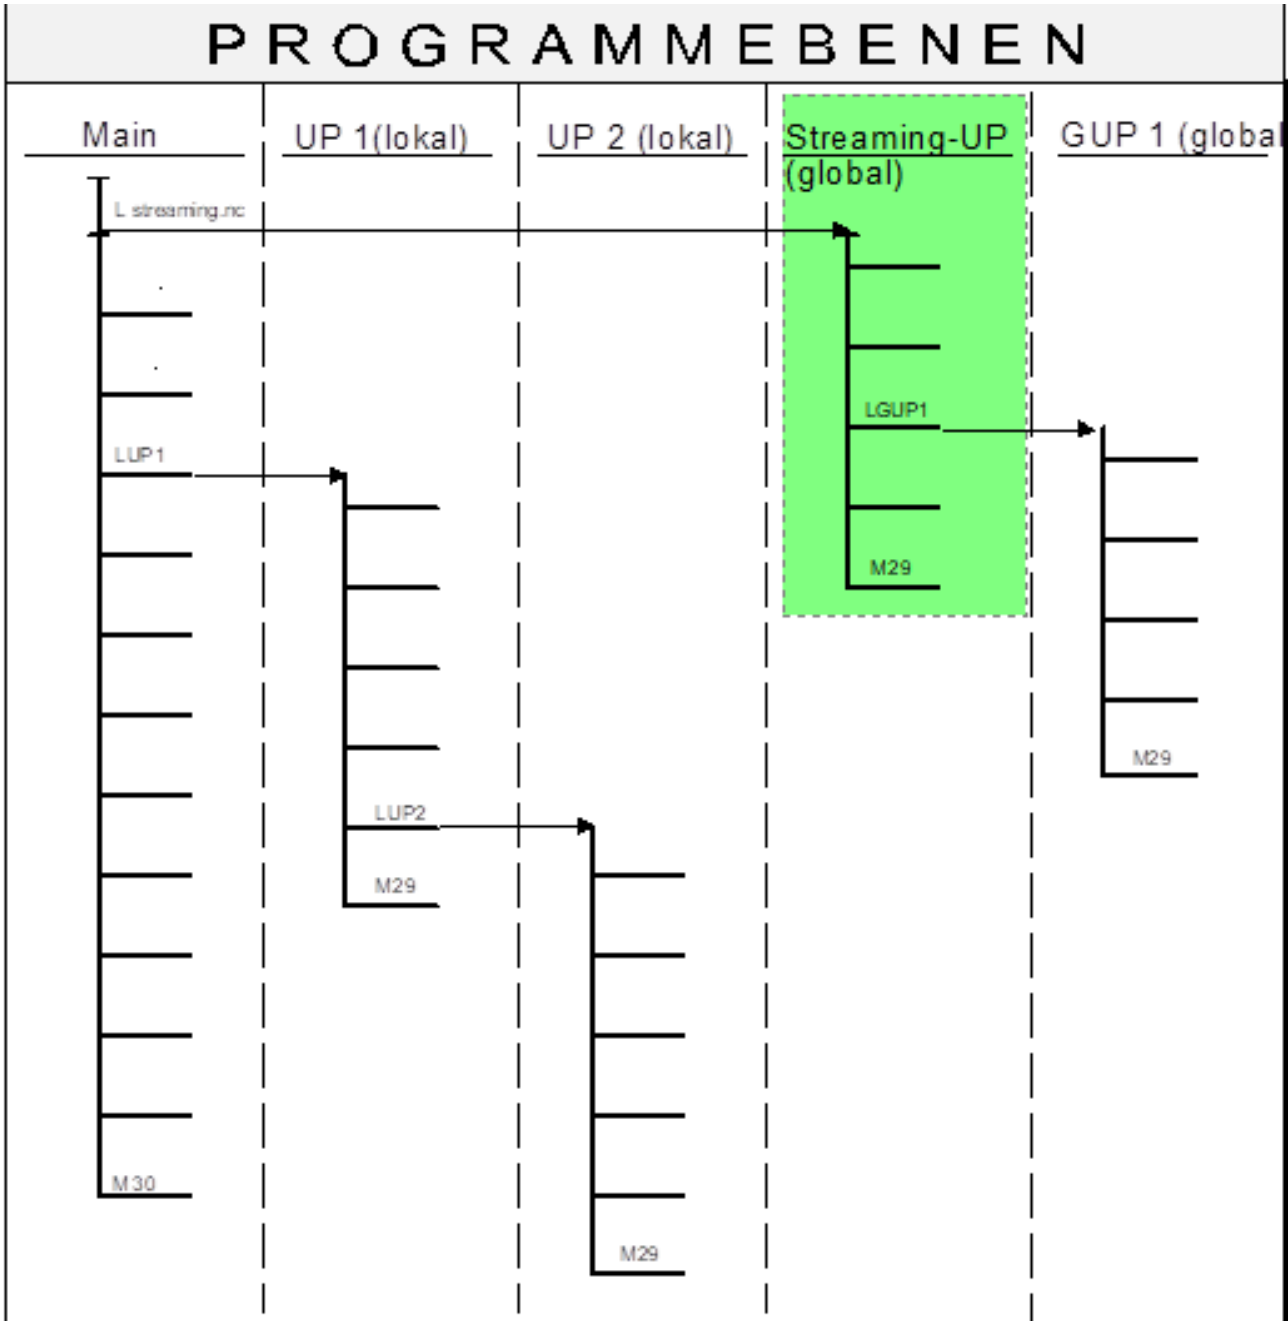 PROGRAMMEBENEN
Main
UP 1(lokal)
UP 2 (lokal)
Streaming-UP
(global)
GUP 1 (global
L streaming.nc
LGUP1
LUP1
M29
M29
LUP2
M29
M30
M29